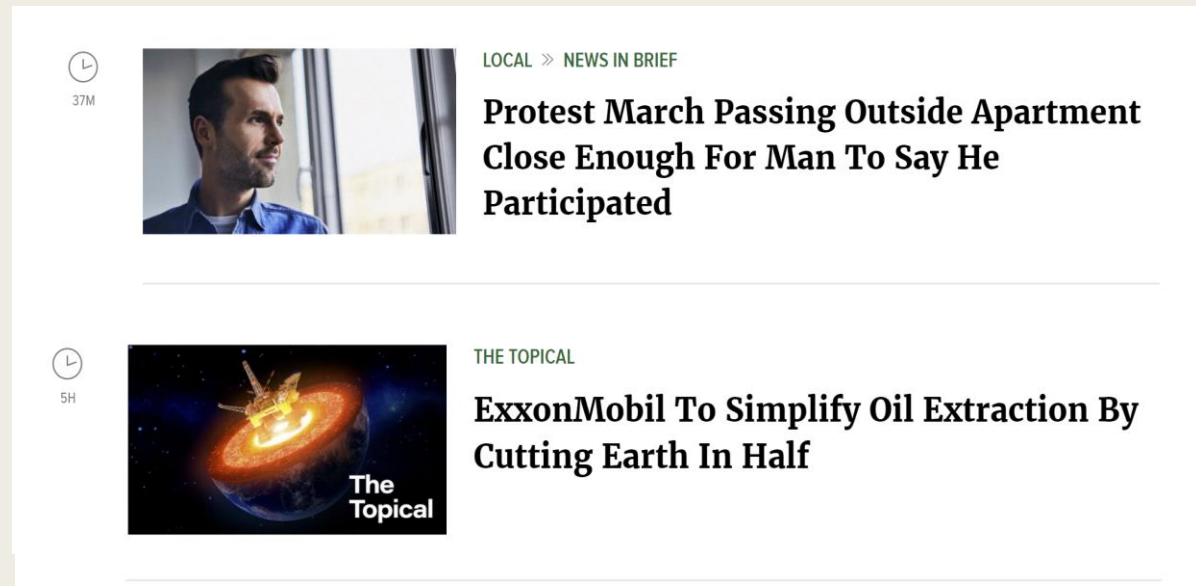 LOCAL » NEWS IN BRIEF
37M
Protest March Passing Outside Apartment
Close Enough For Man To Say He
Participated
THE TOPICAL
5H
ExxonMobil To Simplify Oil Extraction By
Cutting Earth In Half
The
Topical